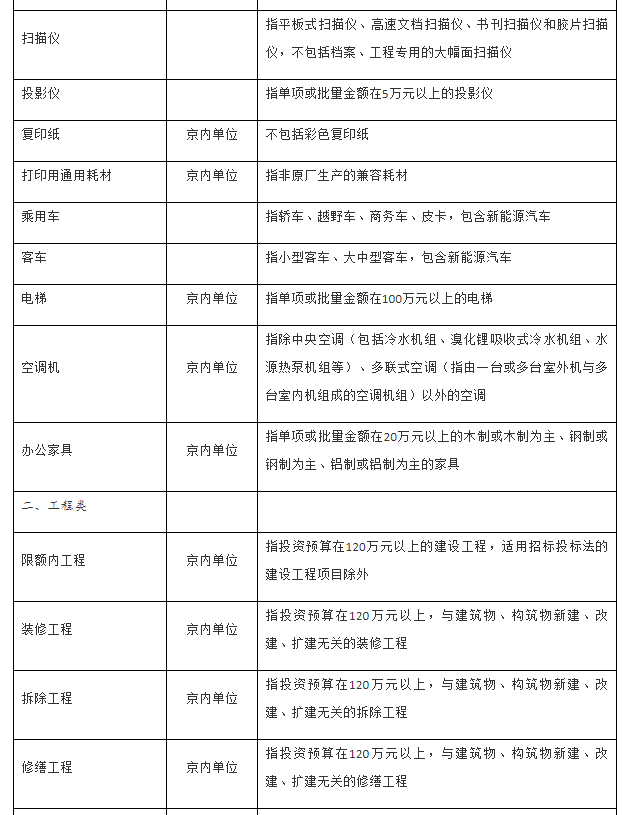 扫描仪
指平板式扫描仪、高速文档扫描仪、书刊扫描仪和胶片扫描
仪，不包括档案、工程专用的大幅面扫描仪
投影仪
指单项或批量金额在5万元以上的投影仪
复印纸
京内单位
不包括彩色复印纸
打印用通用耗材
京内单位
指非原厂生产的兼容耗材
乘用车
指轿车、越野车、商务车、皮卡，包含新能源汽车
客车
指小型客车、大中型客车，包含新能源汽车
电梯
京内单位
指单项或批量金额在100万元以上的电梯
空调机
京内单位
指除中央空调（包括冷水机组、溴化锂吸收式冷水机组、水
源热泵机组等）、多联式空调（指由一台或多台室外机与多
台室内机组成的空调机组）以外的空调
办公家具
京内单位
指单项或批量金额在20万元以上的木制或木制为主、钢制或
钢制为主、铝制或铝制为主的家具
二、工程类
限额内工程
京内单位
指投资预算在120万元以上的建设工程，适用招标投标法的
建设工程项目除外
装修工程
京内单位
指投资预算在120万元以上，与建筑物、构筑物新建、改
建、扩建无关的装修工程
拆除工程
京内单位
指投资预算在120万元以上，与建筑物、构筑物新建、改
建、扩建无关的拆除工程
修缮工程
京内单位
指投资预算在120万元以上，与建筑物、构筑物新建、改
建、扩建无关的修缮工程